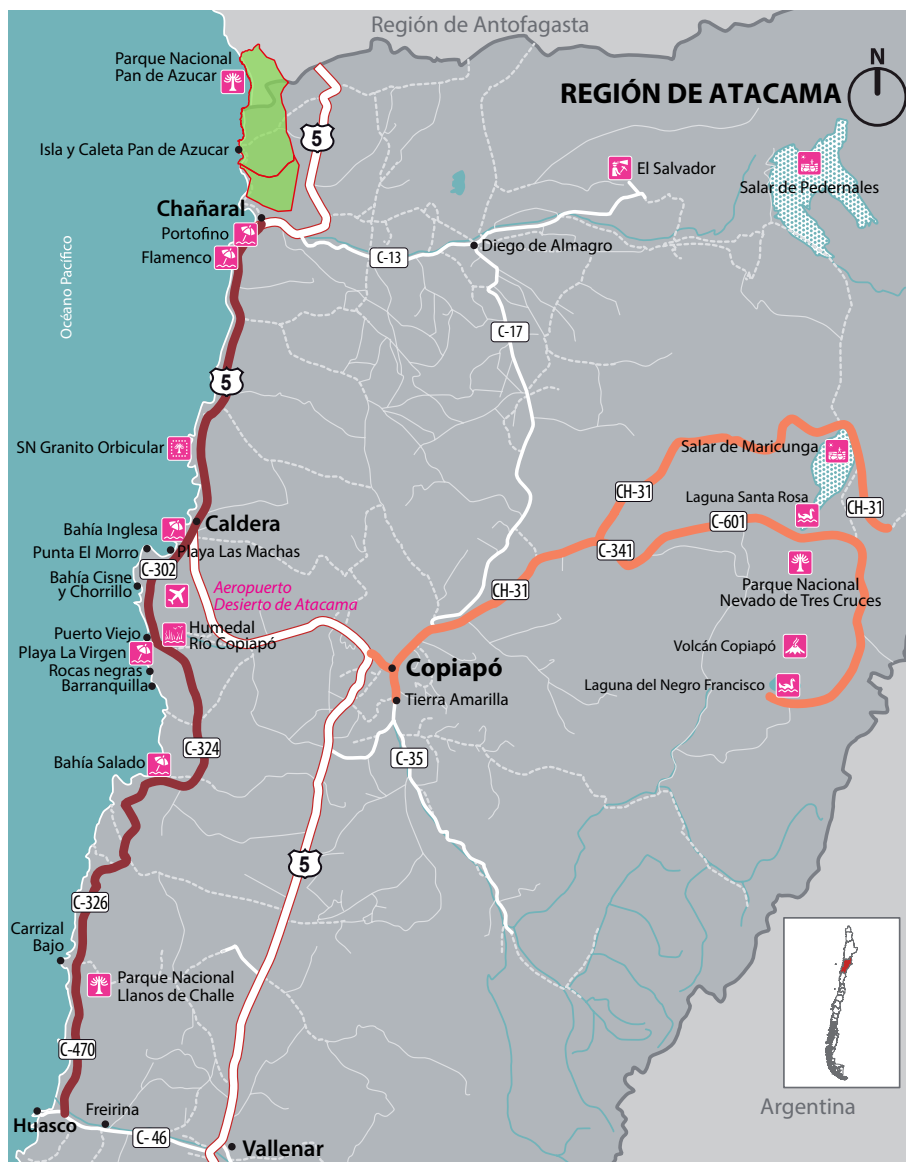 Región de Antofagasta
Parque Nacional
Pan de Azucar
REGIÓN DE ATACAMA
N
5
Isla y Caleta Pan de Azucar
El Salvador
Salar de Pedernales
Chañaral
Portofino
Flamenco
Diego de Almagro
C-13
Océano Pacífico
C-17
5
SN Granito Orbicular
Salar de Maricunga
CH-31
Laguna Santa Rosa
CH-31
Bahía Inglesa
Caldera
C-601
Punta El Morro
Playa Las Machas
C-341
C-302
Bahía Cisne
y Chorrillo
Aeropuerto
Desierto de Atacama
CH-31
Parque Nacional
Nevado de Tres Cruces
Puerto Viejo
Humedal
Río Copiapó
Playa La Virgen
Rocas negras
Barranquilla
Copiapó
Volcán Copiapó
Laguna del Negro Francisco
Tierra Amarilla
C-324
C-35
Bahía Salado
5
C-326
Carrizal
Bajo
Parque Nacional
Llanos de Challe
C-470
Huasco
Freirina
C- 46
Vallenar
Argentina